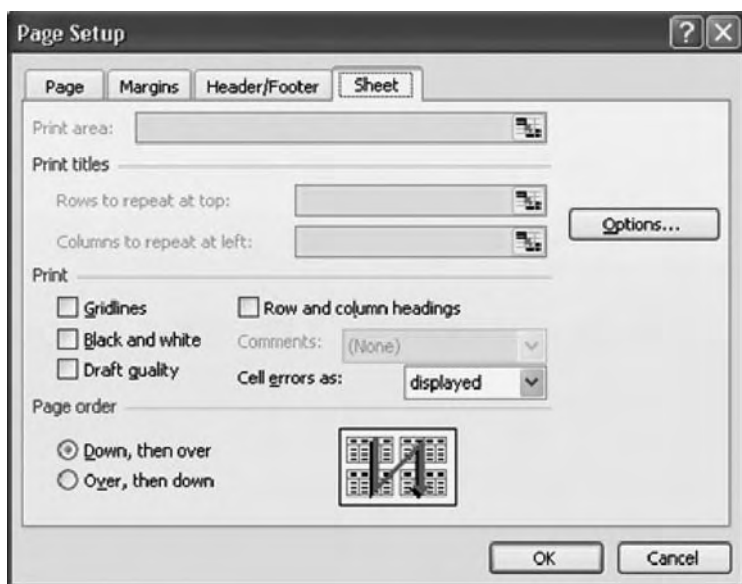 Page Setup
Page Margins Header/Footer Sheet
Print area:
Print titles
Rows to repeat at top:
Columns to repeat at left:
Options...
Print
Gridlines Row and column headings
Black and white Comments: (None)
Draft quality Cell errors as: displayed
Page order
Down, then over
Over, then down
OK Cancel